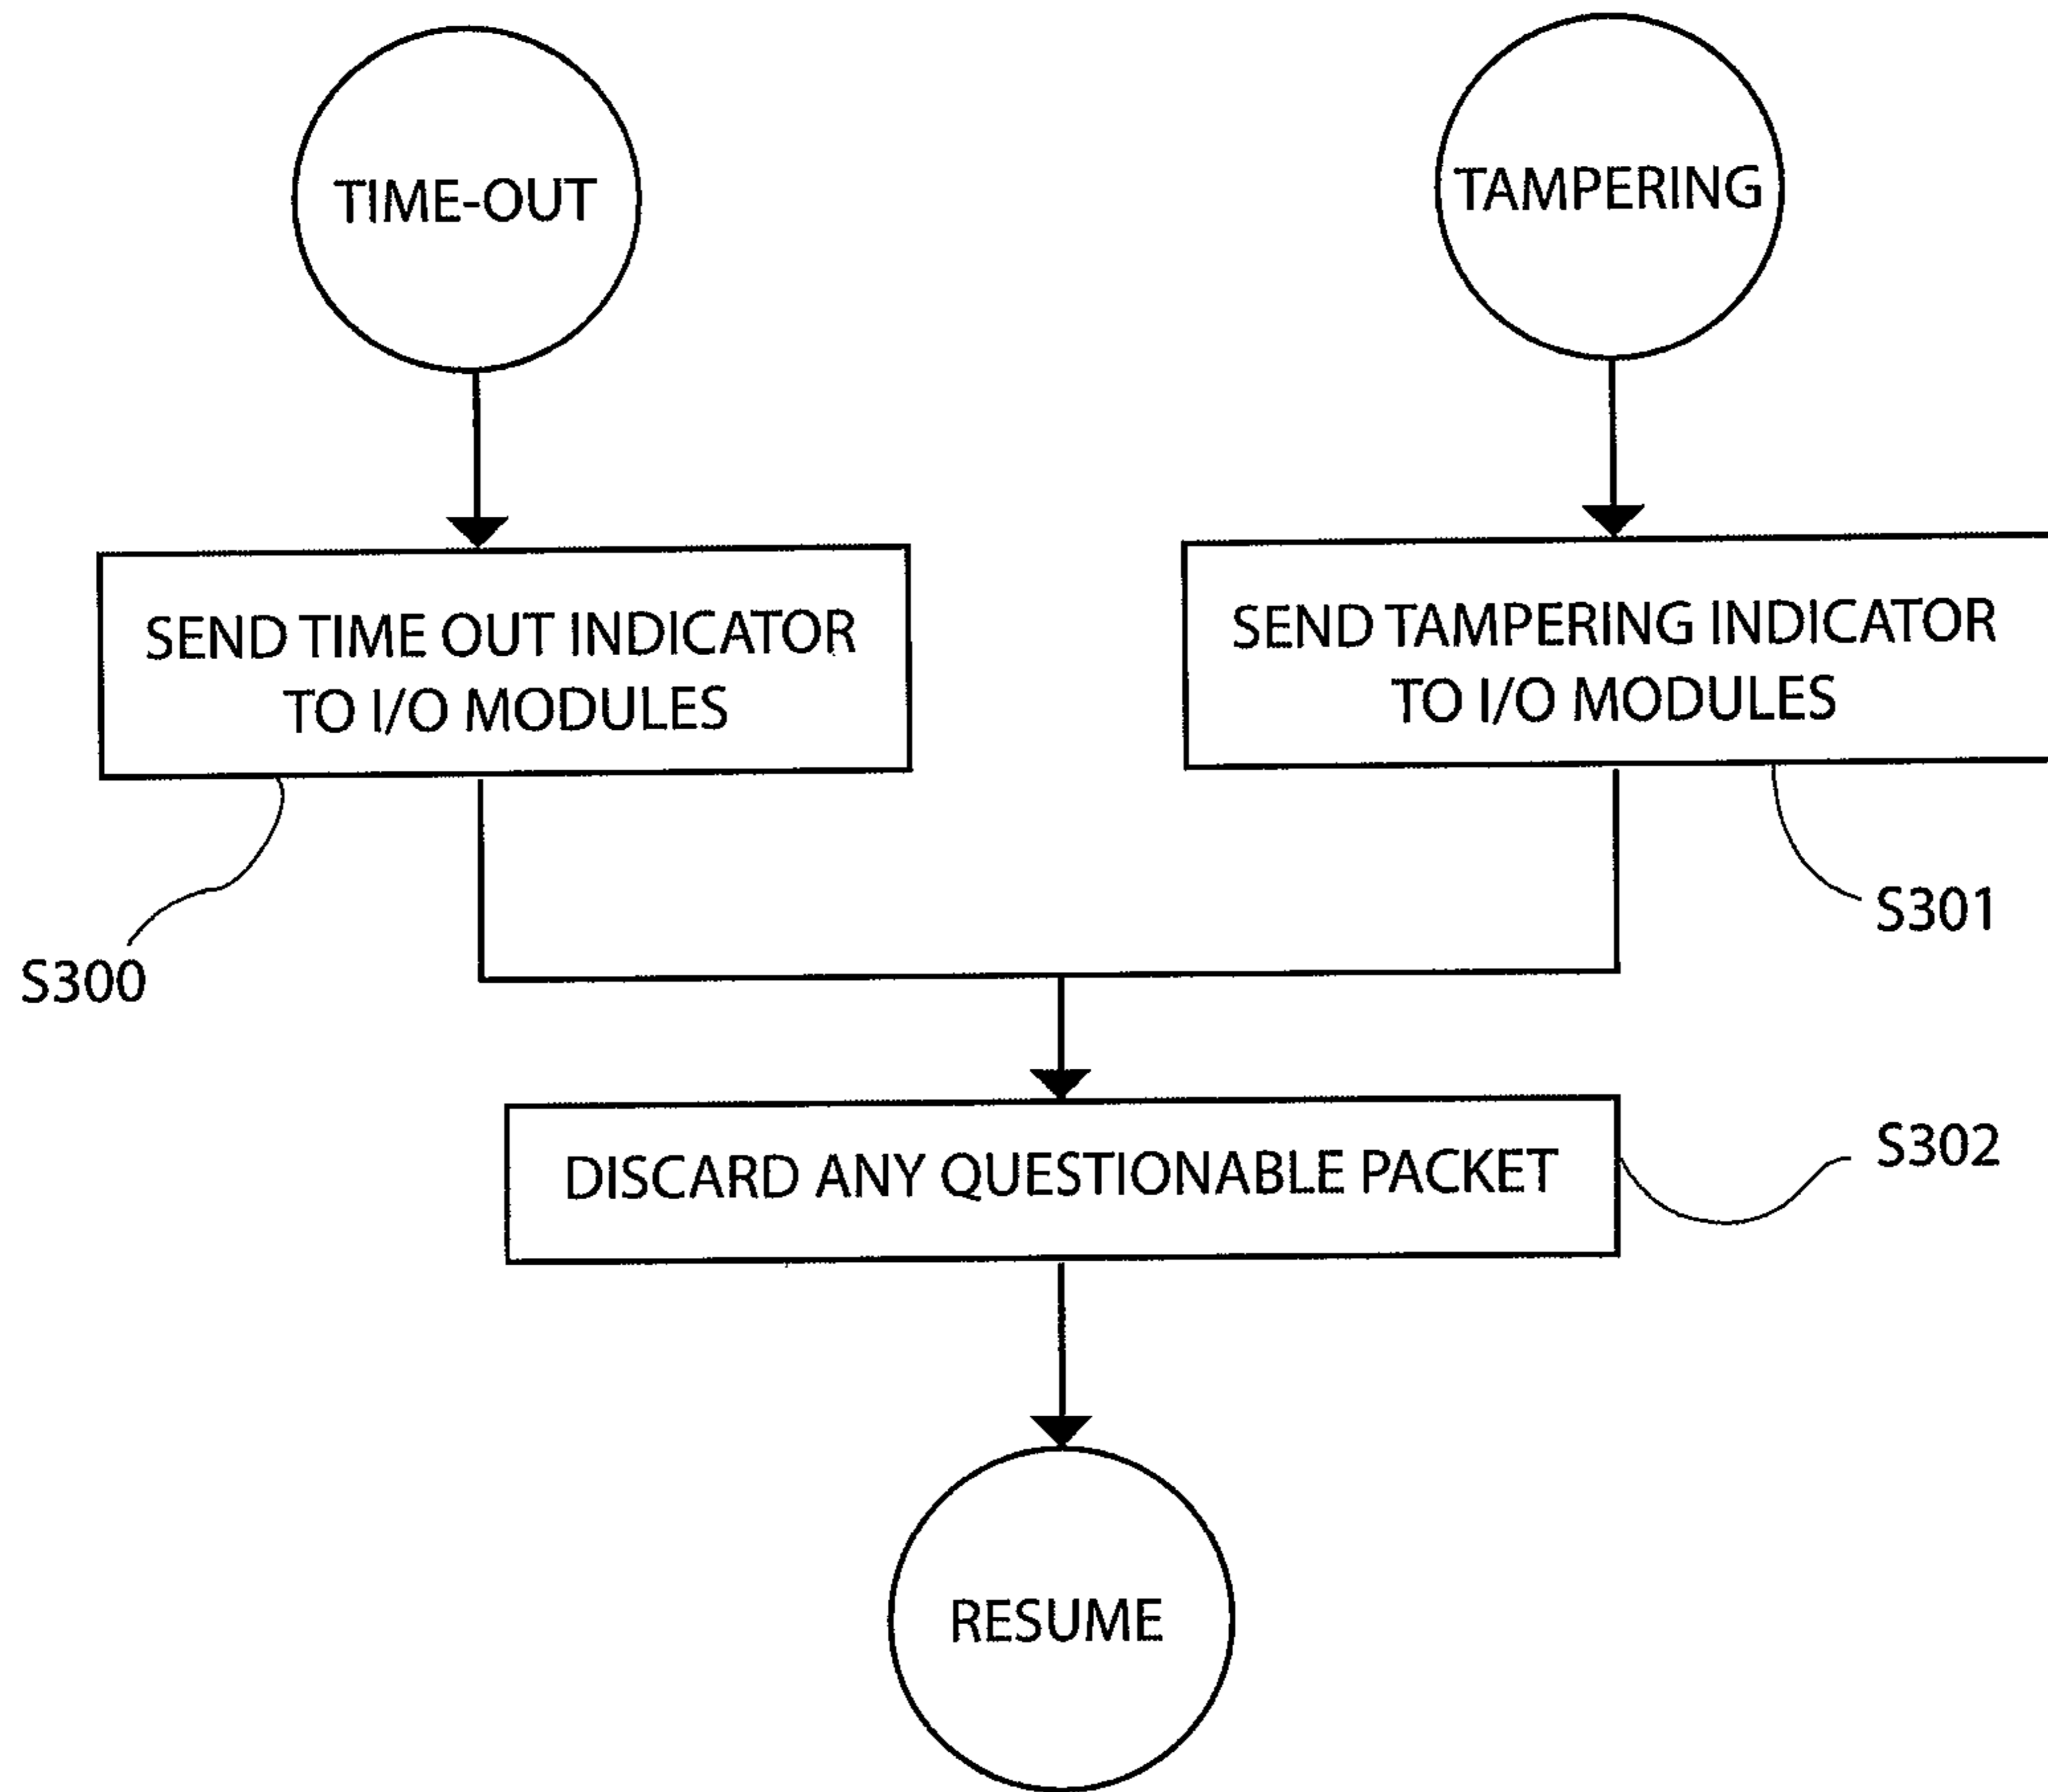 TIME-OUT
TAMPERING
SEND TIME OUT INDICATOR
TO I/O MODULES
SEND TAMPERING INDICATOR
TO I/O MODULES
S300
S301
DISCARD ANY QUESTIONABLE PACKET
S302
RESUME